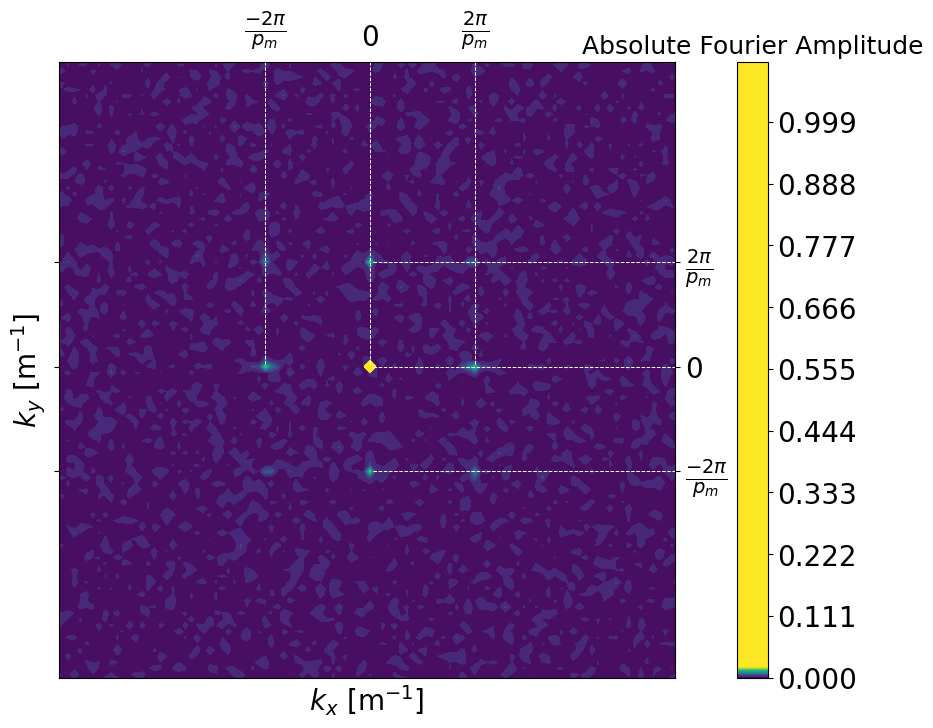 -2π/p_m 0 2π/p_m
Absolute Fourier Amplitude
0.999
0.888
0.777
0.666
0.555
0.444
0.333
0.222
0.111
0.000
2π/p_m
0
-2π/p_m
k_y [m⁻¹]
k_x [m⁻¹]